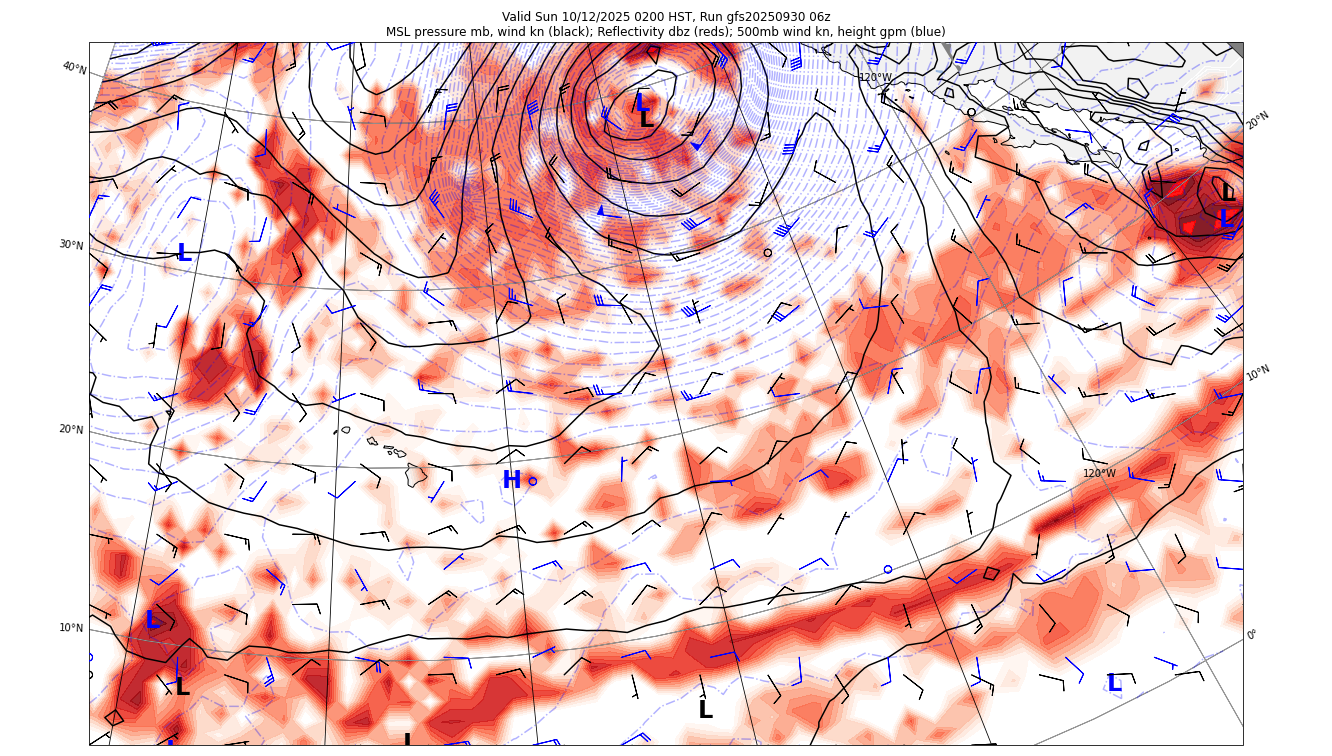 Valid Sun 10/12/2025 0200 HST, Run gfs20250930 06z
MSL pressure mb, wind kn (black); Reflectivity dbz (reds); 500mb wind kn, height gpm (blue)
40°N
120°W
20°N
L
L
L
L
30°N
L
10°N
20°N
H
120°W
L
10°N
0°
L
L
L
L
L